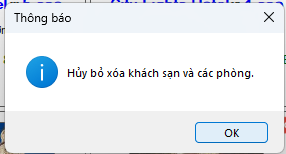 Thông báo
Hủy bỏ xóa khách sạn và các phòng.
OK